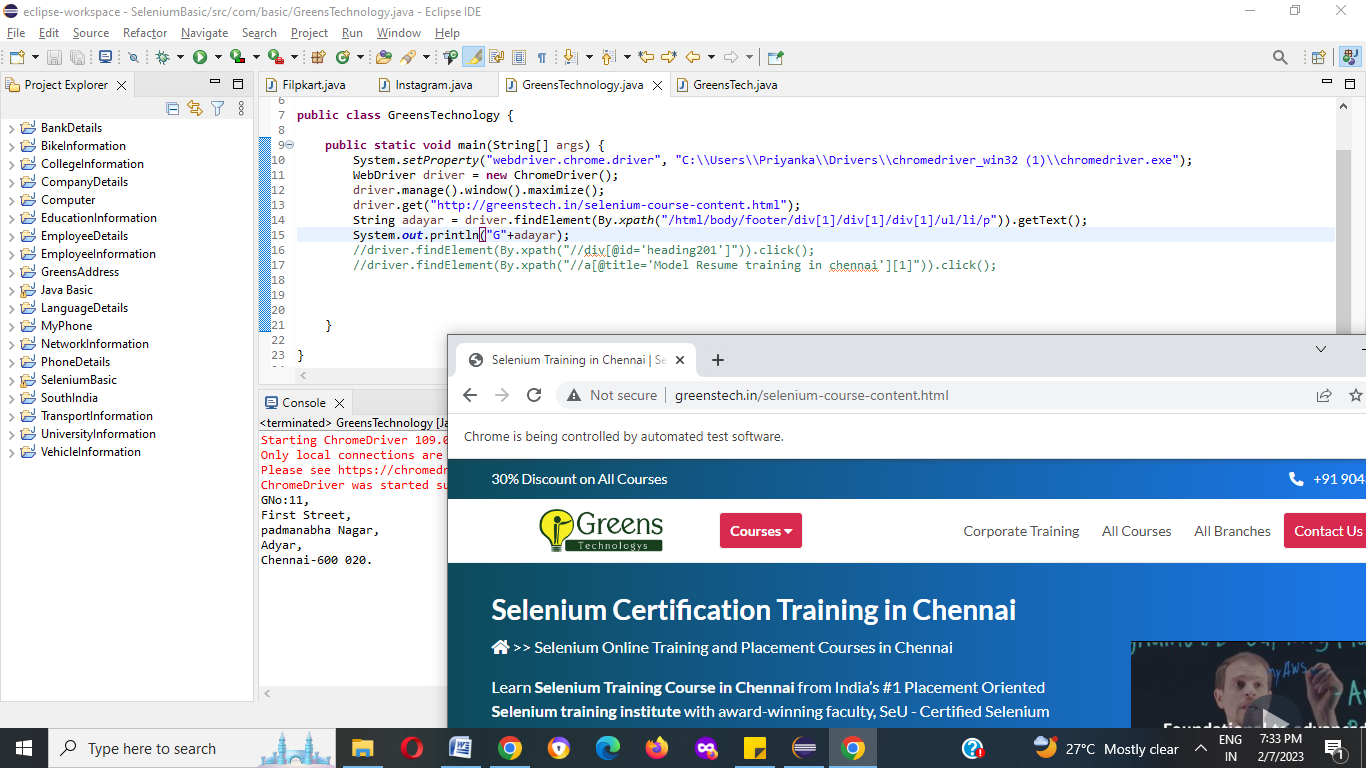 eclipse-workspace - SeleniumBasic/src/com/basic/GreensTechnology.java - Eclipse IDE
File Edit Source Refactor Navigate Search Project Run Window Help
Project Explorer
BankDetails
BikeInformation
CollegeInformation
CompanyDetails
Computer
EducationInformation
EmployeeDetails
EmployeeInformation
GreensAddress
Java Basic
LanguageDetails
MyPhone
NetworkInformation
PhoneDetails
SeleniumBasic
SouthIndia
TransportInformation
UniversityInformation
VehicleInformation
Filpkart.java Instagram.java GreensTechnology.java GreensTech.java
6
7 public class GreensTechnology {
8
9 public static void main(String[] args) {
10 System.setProperty("webdriver.chrome.driver", "C:\\Users\\Priyanka\\Drivers\\chromedriver_win32 (1)\\chromedriver.exe");
11 WebDriver driver = new ChromeDriver();
12 driver.manage().window().maximize();
13 driver.get("http://greenstech.in/selenium-course-content.html");
14 String adayar = driver.findElement(By.xpath("/html/body/footer/div[1]/div[1]/div[1]/ul/li/p")).getText();
15 System.out.println("G"+adayar);
16 //driver.findElement(By.xpath("//div[@id='heading201']")).click();
17 //driver.findElement(By.xpath("//a[@title='Model Resume training in chennai'][1]")).click();
18
19
20
21 }
22
23 }
Console
<terminated> GreensTechnology [Ja
Starting ChromeDriver 109.0
Only local connections are
Please see https://chromedr
ChromeDriver was started su
GNo:11,
First Street,
padmanabha Nagar,
Adyar,
Chennai-600 020.
Selenium Training in Chennai | Se
Not secure greenstech.in/selenium-course-content.html
Chrome is being controlled by automated test software.
30% Discount on All Courses +91 904
Greens
Technologys
Courses Corporate Training All Courses All Branches Contact Us
Selenium Certification Training in Chennai
>> Selenium Online Training and Placement Courses in Chennai
Learn Selenium Training Course in Chennai from India's #1 Placement Oriented
Selenium training institute with award-winning faculty, SeU - Certified Selenium
Type here to search
27°C Mostly clear
ENG
IN
7:33 PM
2/7/2023
1